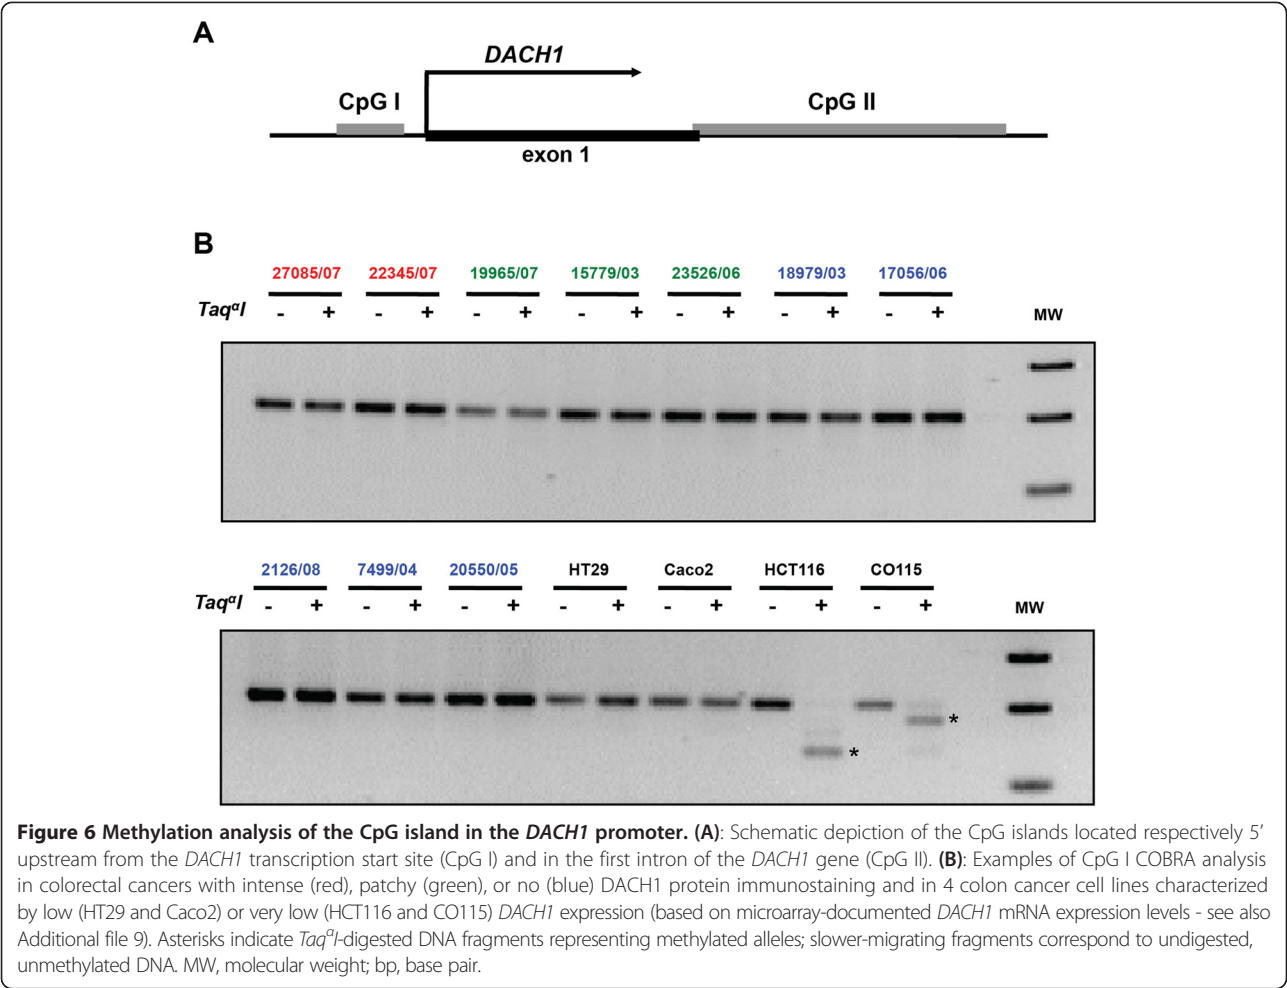 A
DACH1
CpG I
CpG II
exon 1
B
27085/07 22345/07 19965/07 15779/03 23526/06 18979/03 17056/06
TaqᵅI - + - + - + - + - + - + - + MW
2126/08 7499/04 20550/05 HT29 Caco2 HCT116 CO115
TaqᵅI - + - + - + - + - + - + - + MW
*
*
Figure 6 Methylation analysis of the CpG island in the DACH1 promoter. (A): Schematic depiction of the CpG islands located respectively 5’
upstream from the DACH1 transcription start site (CpG I) and in the first intron of the DACH1 gene (CpG II). (B): Examples of CpG I COBRA analysis
in colorectal cancers with intense (red), patchy (green), or no (blue) DACH1 protein immunostaining and in 4 colon cancer cell lines characterized
by low (HT29 and Caco2) or very low (HCT116 and CO115) DACH1 expression (based on microarray-documented DACH1 mRNA expression levels - see also
Additional file 9). Asterisks indicate TaqᵅI-digested DNA fragments representing methylated alleles; slower-migrating fragments correspond to undigested,
unmethylated DNA. MW, molecular weight; bp, base pair.